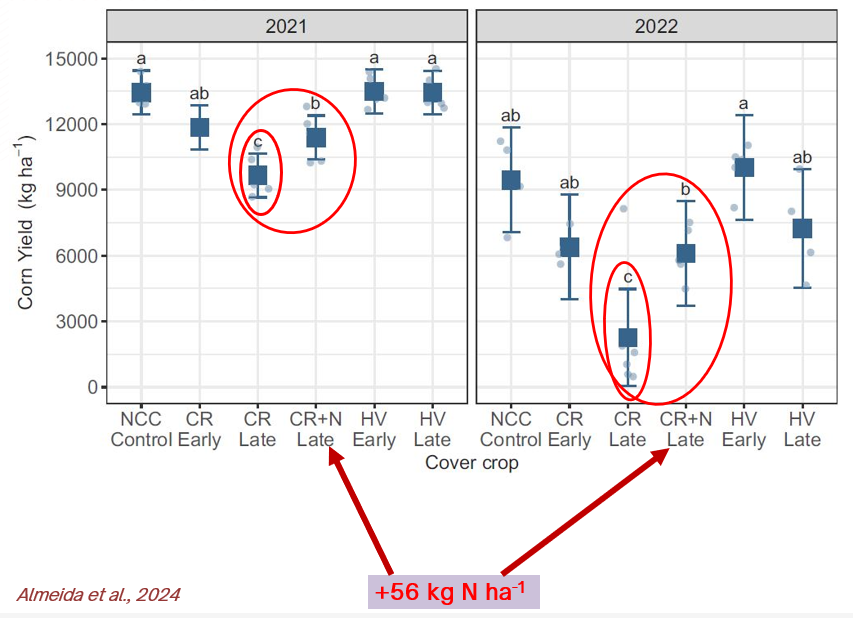 2021
2022
15000
12000
9000
6000
3000
0
Corn Yield (kg ha⁻¹)
a
ab
c
b
a
a
ab
ab
c
b
a
ab
NCC CR CR CR+N HV HV
Control Early Late Late Early Late
NCC CR CR CR+N HV HV
Control Early Late Late Early Late
Cover crop
+56 kg N ha⁻¹
Almeida et al., 2024